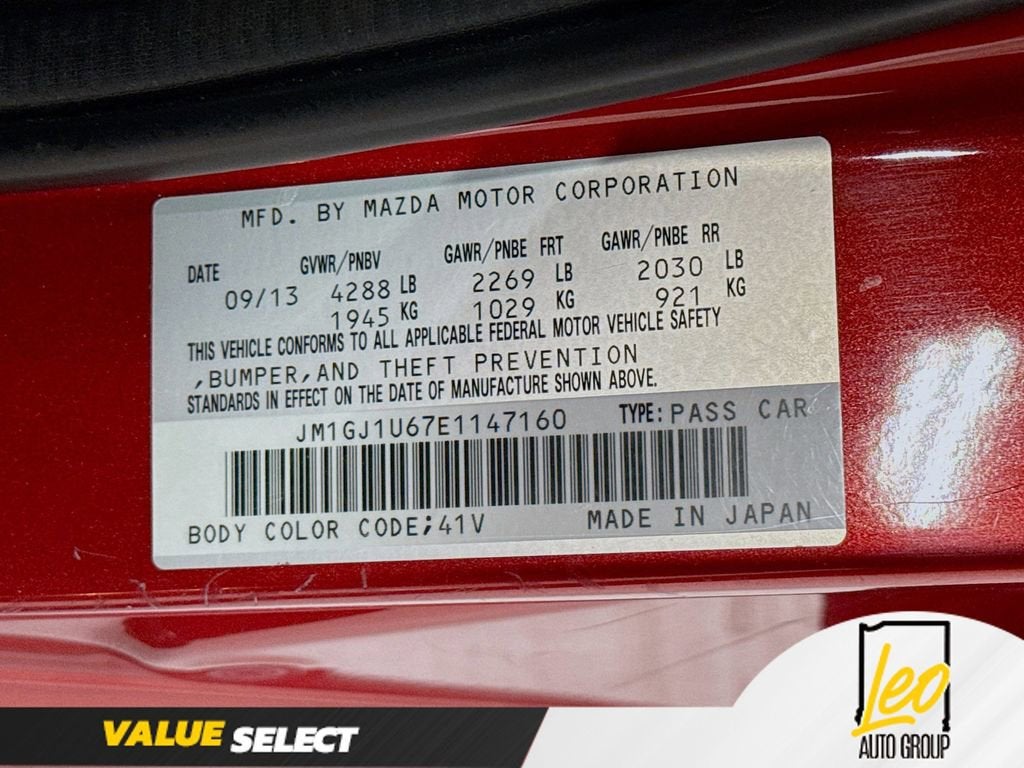 MFD. BY MAZDA MOTOR CORPORATION
DATE GVWR/PNBV GAWR/PNBE FRT GAWR/PNBE RR
09/13 4288 LB 2269 LB 2030 LB
1945 KG 1029 KG 921 KG
THIS VEHICLE CONFORMS TO ALL APPLICABLE FEDERAL MOTOR VEHICLE SAFETY
,BUMPER,AND THEFT PREVENTION
STANDARDS IN EFFECT ON THE DATE OF MANUFACTURE SHOWN ABOVE.
JM1GJ1U67E1147160 TYPE: PASS CAR
BODY COLOR CODE;41V MADE IN JAPAN
VALUE SELECT
Leo
AUTO GROUP